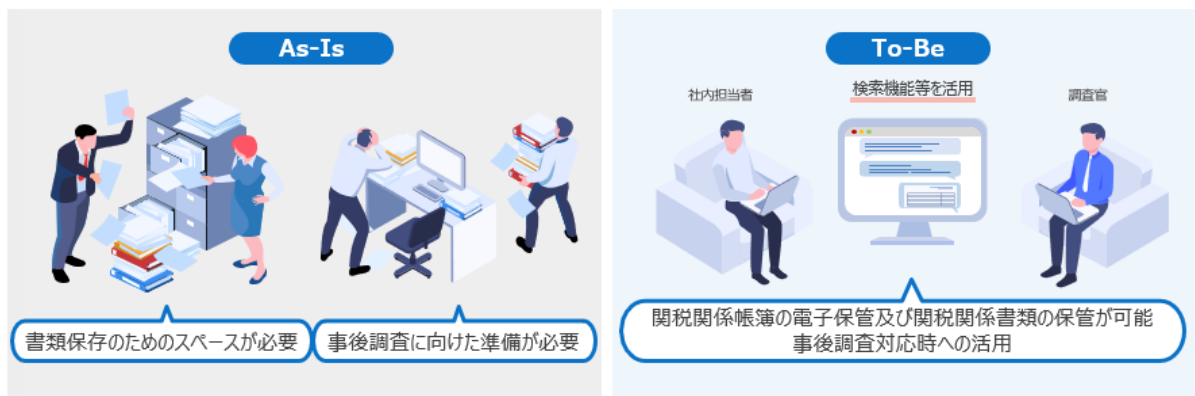 As-Is
書類保存のためのスペースが必要
事後調査に向けた準備が必要
To-Be
社内担当者
検索機能等を活用
調査官
関税関係帳簿の電子保管及び関税関係書類の保管が可能
事後調査対応時への活用